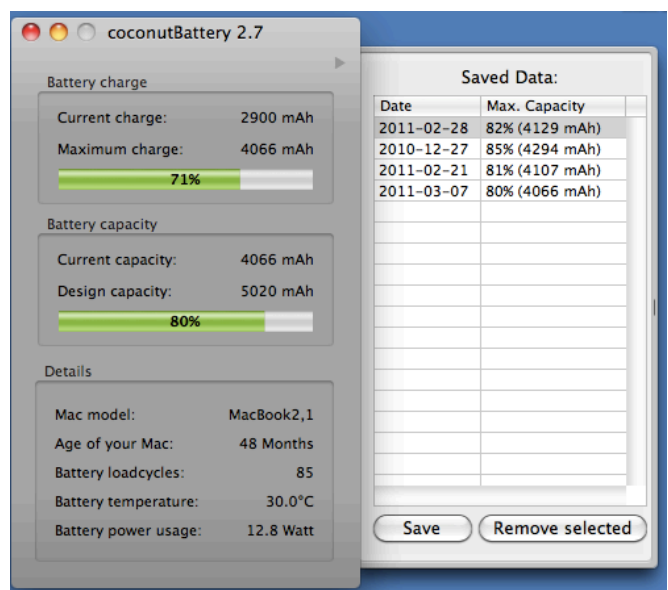 coconutBattery 2.7
Battery charge
Current charge: 2900 mAh
Maximum charge: 4066 mAh
71%
Battery capacity
Current capacity: 4066 mAh
Design capacity: 5020 mAh
80%
Details
Mac model: MacBook2,1
Age of your Mac: 48 Months
Battery loadcycles: 85
Battery temperature: 30.0°C
Battery power usage: 12.8 Watt
Saved Data:
Date Max. Capacity
2011-02-28 82% (4129 mAh)
2010-12-27 85% (4294 mAh)
2011-02-21 81% (4107 mAh)
2011-03-07 80% (4066 mAh)
Save Remove selected